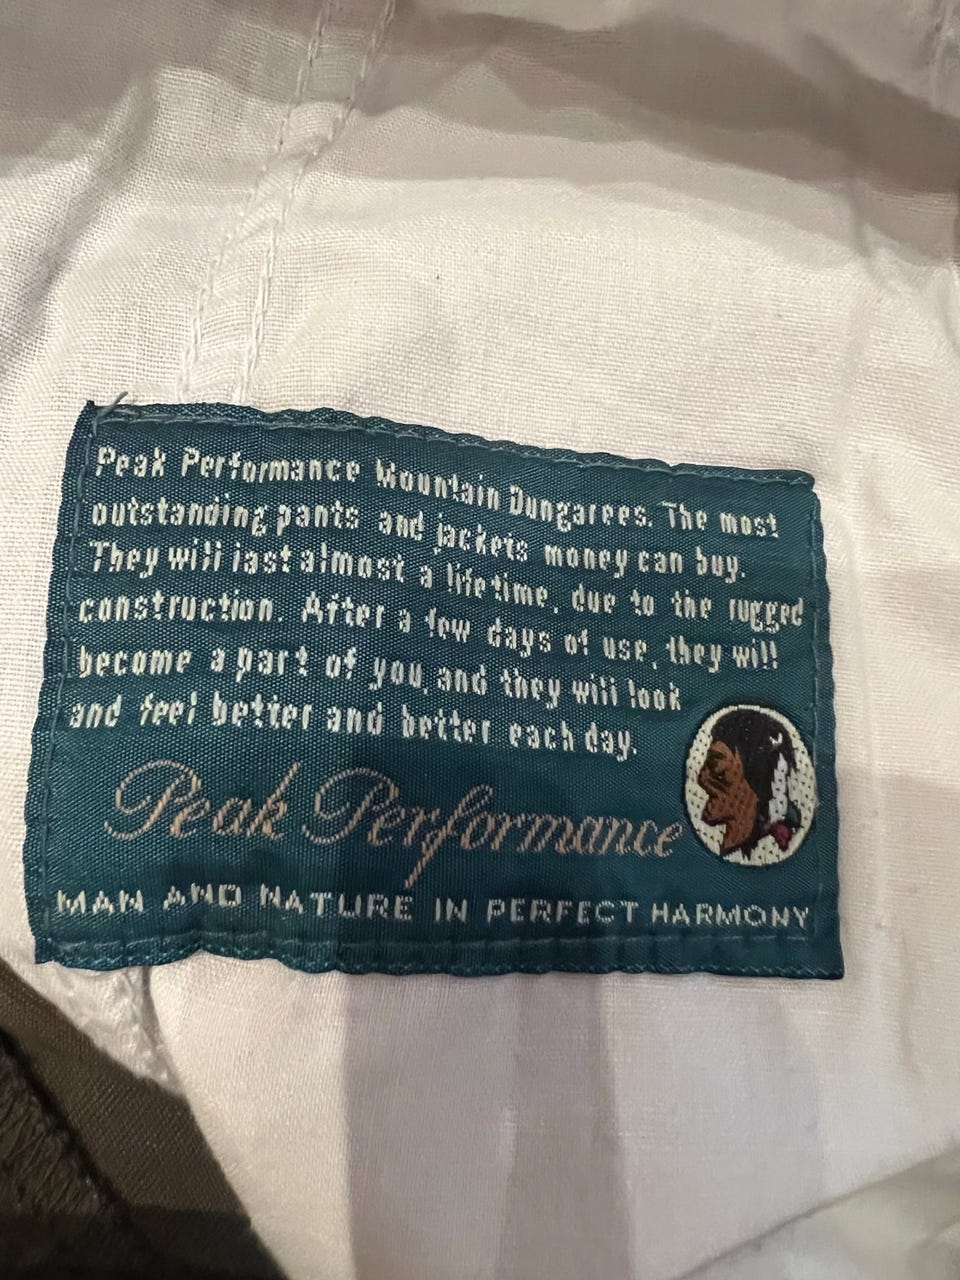 Peak Performance Mountain Dungarees. The most
outstanding pants and jackets money can buy.
They will last almost a lifetime, due to the rugged
construction. After a few days of use, they will
become a part of you, and they will look
and feel better and better each day.
Peak Performance
MAN AND NATURE IN PERFECT HARMONY